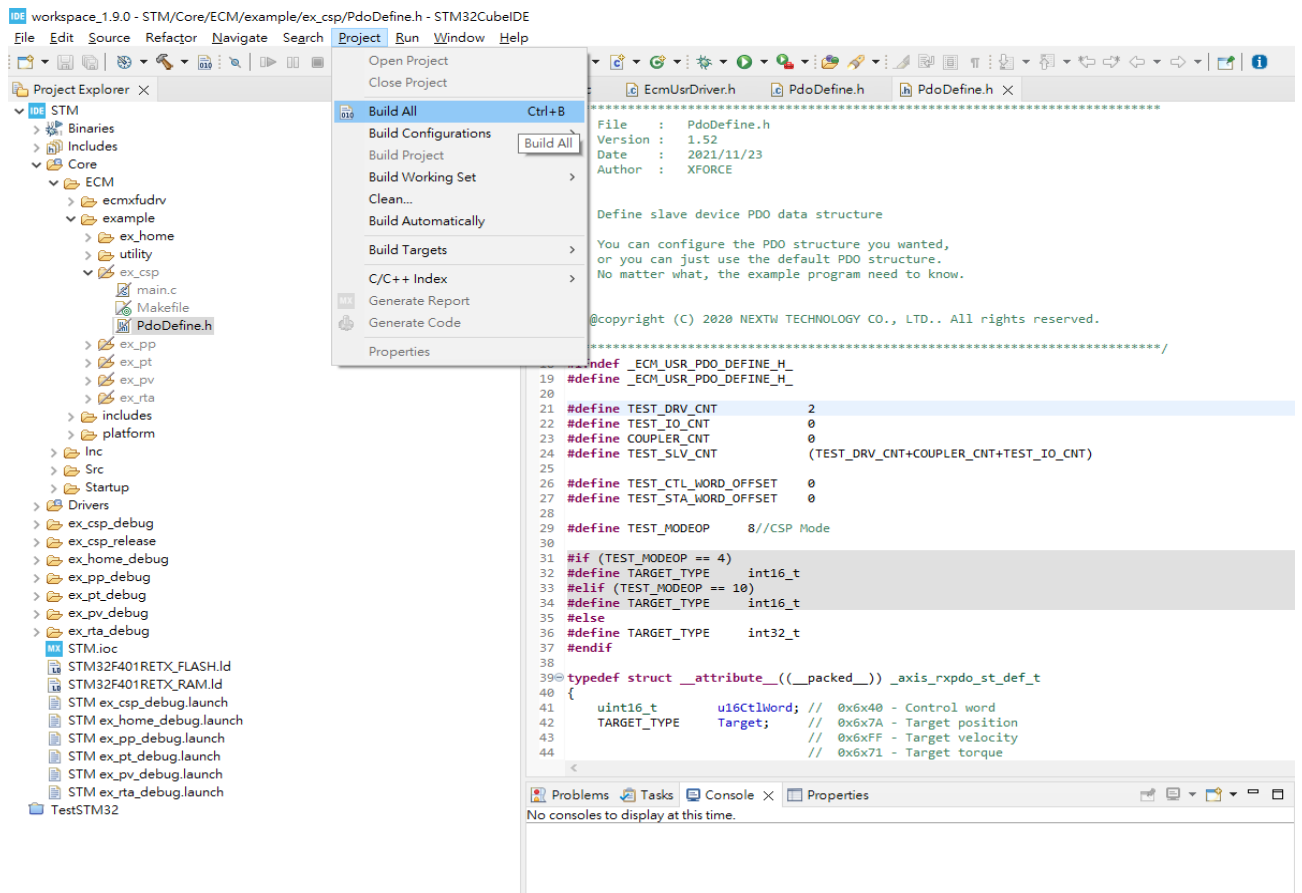 IDE workspace_1.9.0 - STM/Core/ECM/example/ex_csp/PdoDefine.h - STM32CubeIDE
File Edit Source Refactor Navigate Search Project Run Window Help
Project Explorer
IDE STM
Binaries
Includes
Core
ECM
ecmxfudrv
example
ex_home
utility
ex_csp
main.c
Makefile
PdoDefine.h
ex_pp
ex_pt
ex_pv
ex_rta
includes
platform
Inc
Src
Startup
Drivers
ex_csp_debug
ex_csp_release
ex_home_debug
ex_pp_debug
ex_pt_debug
ex_pv_debug
ex_rta_debug
MX STM.ioc
STM32F401RETX_FLASH.ld
STM32F401RETX_RAM.ld
STM ex_csp_debug.launch
STM ex_home_debug.launch
STM ex_pp_debug.launch
STM ex_pt_debug.launch
STM ex_pv_debug.launch
STM ex_rta_debug.launch
TestSTM32
Open Project
Close Project
Build All Ctrl+B
Build Configurations
Build All
Build Project
Build Working Set
Clean...
Build Automatically
Build Targets
C/C++ Index
MX Generate Report
Generate Code
Properties
EcmUsrDriver.h PdoDefine.h PdoDefine.h
File : PdoDefine.h
Version : 1.52
Date : 2021/11/23
Author : XFORCE
Define slave device PDO data structure
You can configure the PDO structure you wanted,
or you can just use the default PDO structure.
No matter what, the example program need to know.
@copyright (C) 2020 NEXTW TECHNOLOGY CO., LTD.. All rights reserved.
*/
18 #ifndef _ECM_USR_PDO_DEFINE_H_
19 #define _ECM_USR_PDO_DEFINE_H_
20
21 #define TEST_DRV_CNT 2
22 #define TEST_IO_CNT 0
23 #define COUPLER_CNT 0
24 #define TEST_SLV_CNT (TEST_DRV_CNT+COUPLER_CNT+TEST_IO_CNT)
25
26 #define TEST_CTL_WORD_OFFSET 0
27 #define TEST_STA_WORD_OFFSET 0
28
29 #define TEST_MODEOP 8//CSP Mode
30
31 #if (TEST_MODEOP == 4)
32 #define TARGET_TYPE int16_t
33 #elif (TEST_MODEOP == 10)
34 #define TARGET_TYPE int16_t
35 #else
36 #define TARGET_TYPE int32_t
37 #endif
38
39 typedef struct __attribute__((__packed__)) _axis_rxpdo_st_def_t
40 {
41 uint16_t u16CtlWord; // 0x6x40 - Control word
42 TARGET_TYPE Target; // 0x6x7A - Target position
43 // 0x6xFF - Target velocity
44 // 0x6x71 - Target torque
Problems Tasks Console Properties
No consoles to display at this time.